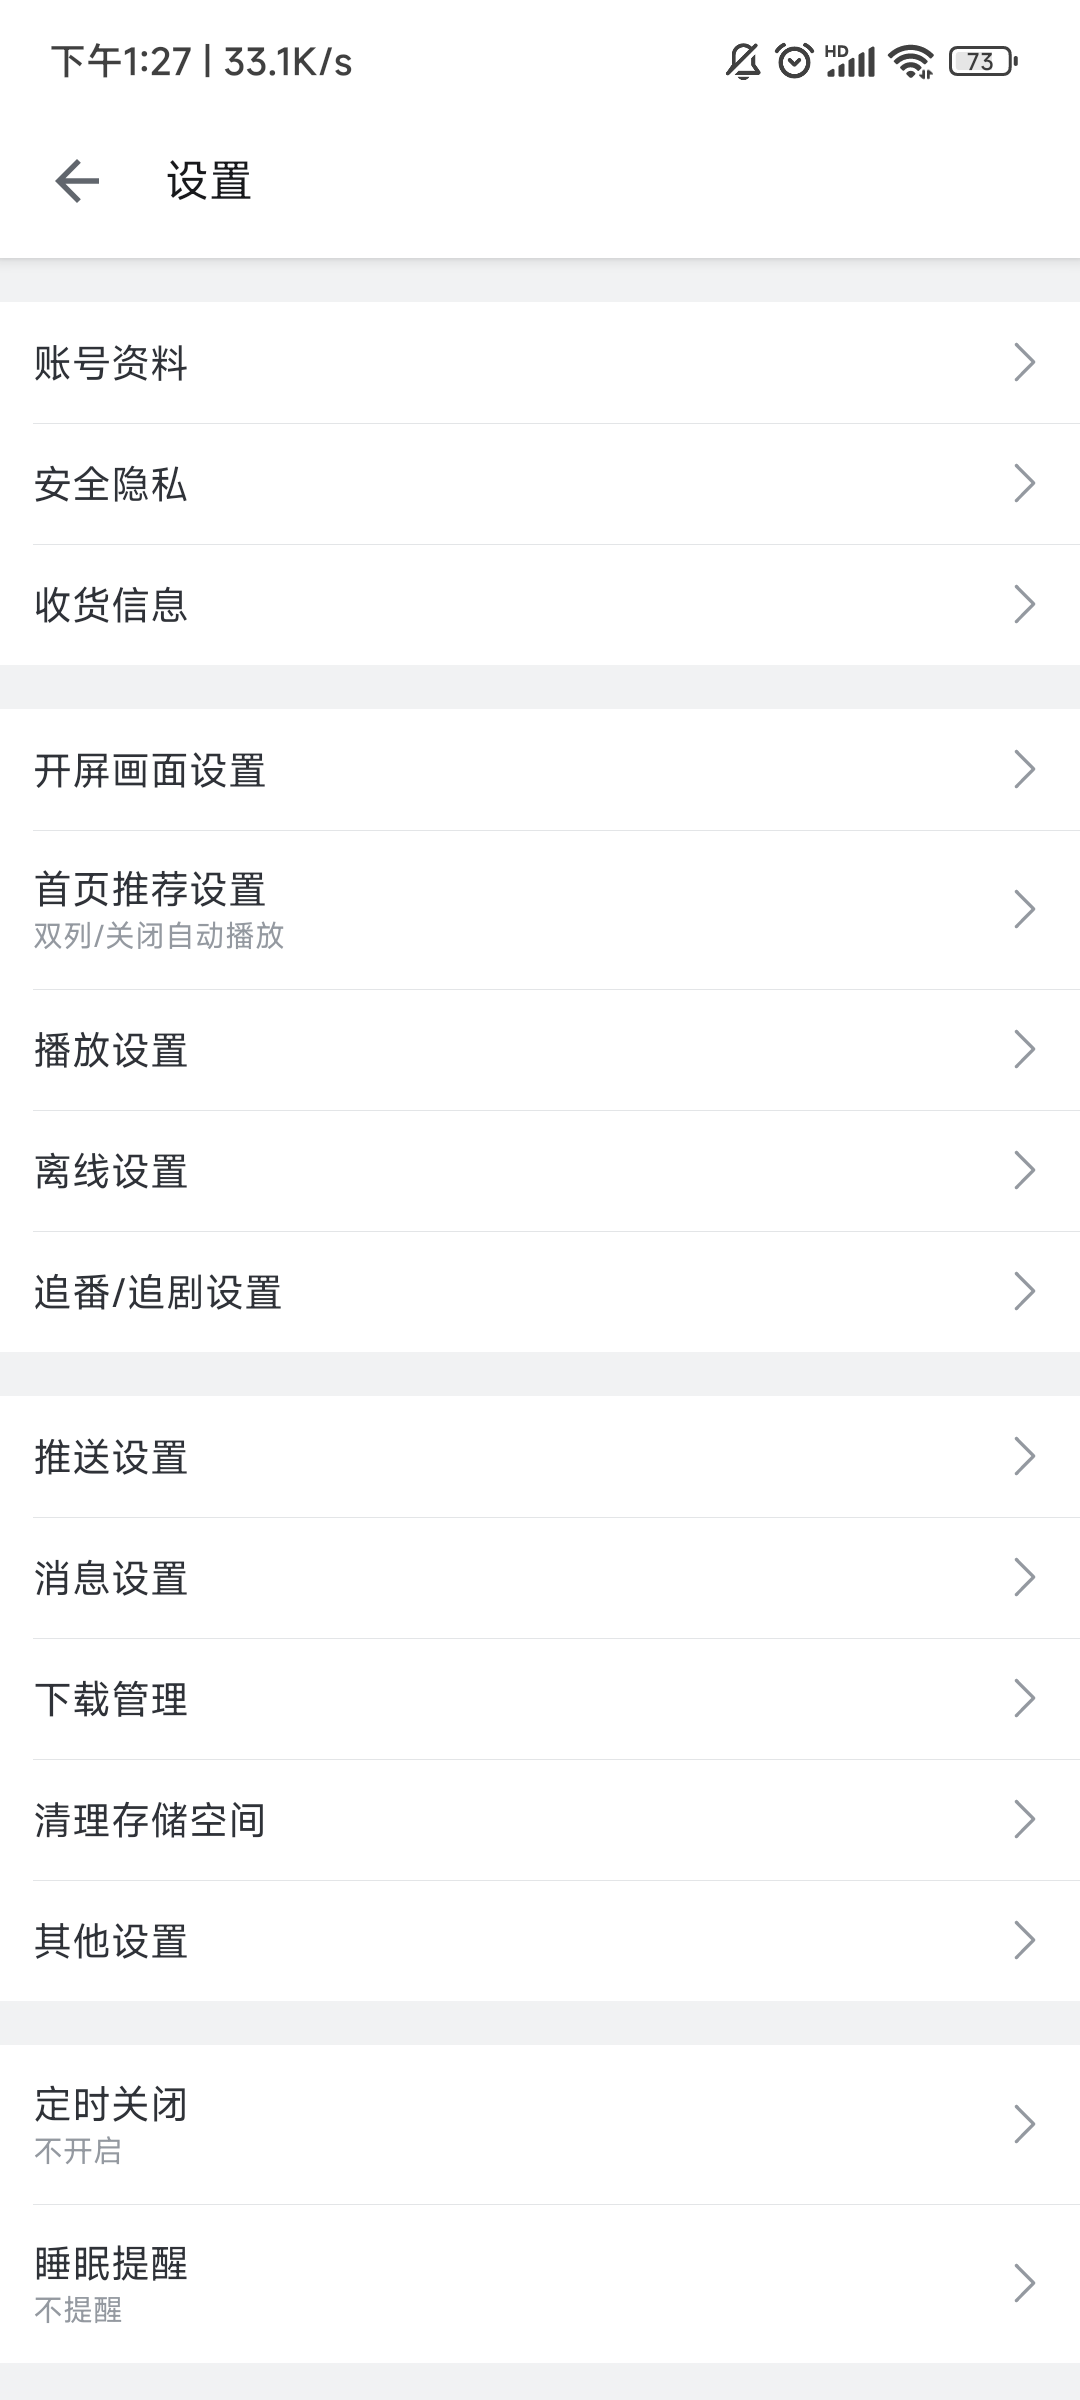 下午1:27 | 33.1K/s HD 73
设置
账号资料
安全隐私
收货信息
开屏画面设置
首页推荐设置
双列/关闭自动播放
播放设置
离线设置
追番/追剧设置
推送设置
消息设置
下载管理
清理存储空间
其他设置
定时关闭
不开启
睡眠提醒
不提醒